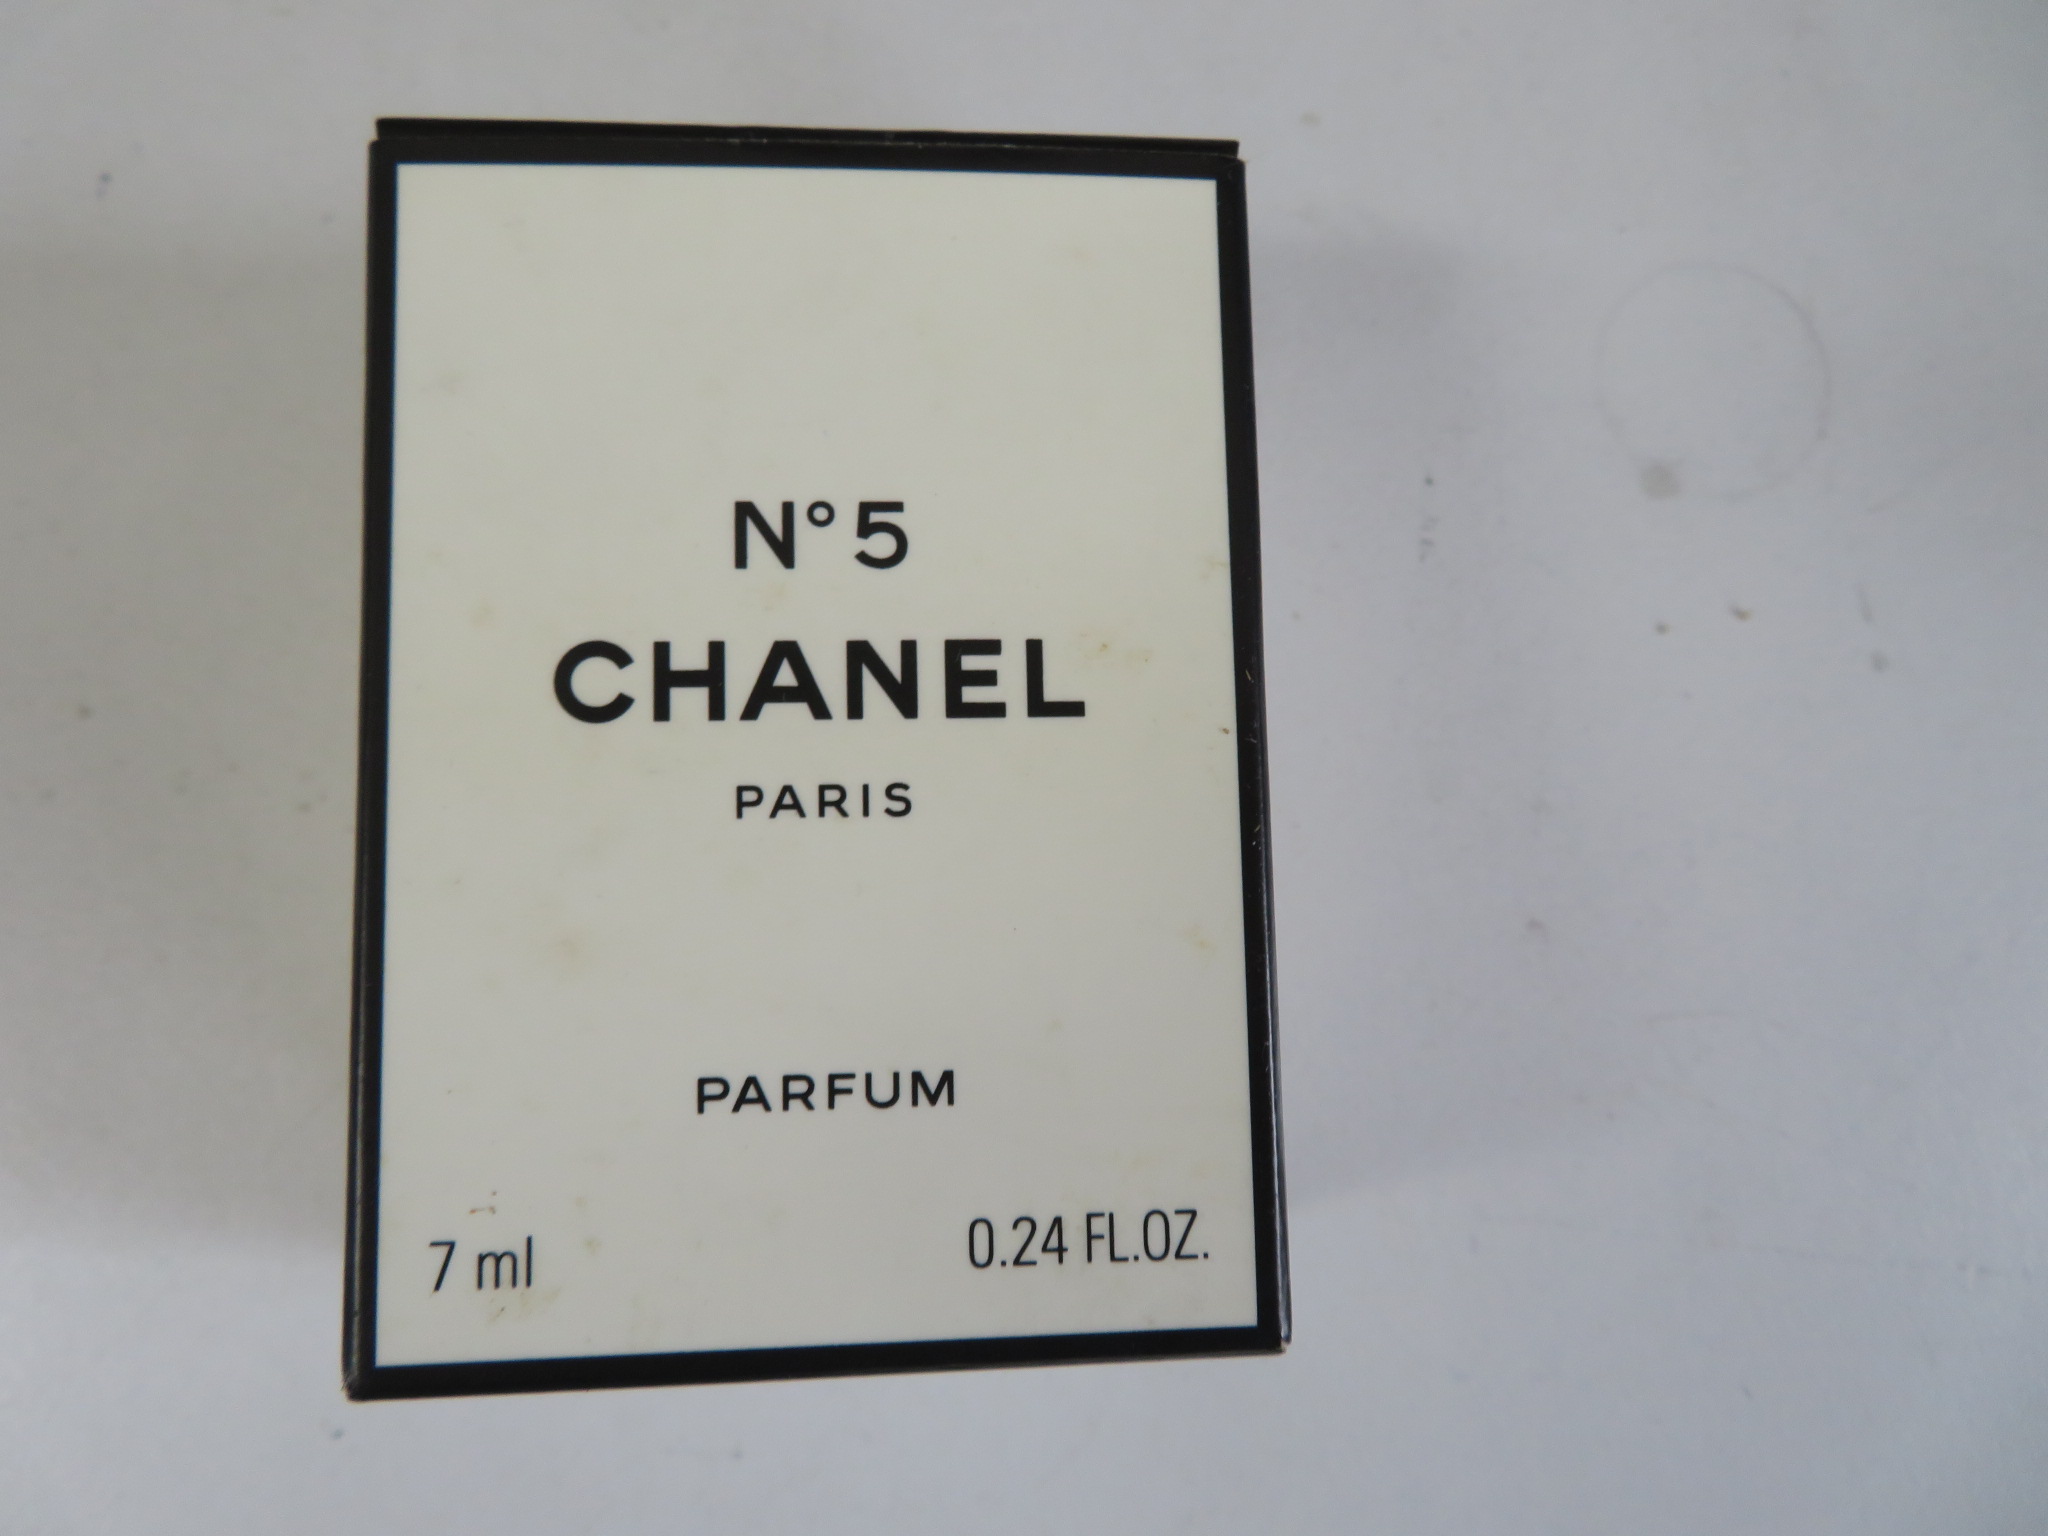 N°5
CHANEL
PARIS
PARFUM
7 ml 0.24 FL.OZ.